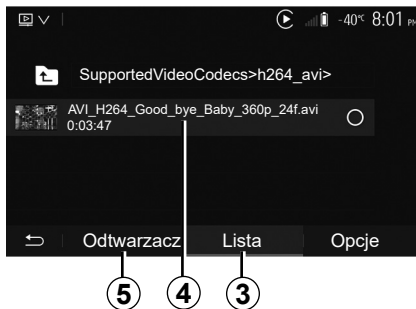 -40°C 8:01 PM
SupportedVideoCodecs>h264_avi>
AVI_H264_Good_bye_Baby_360p_24f.avi
0:03:47
Odtwarzacz Lista Opcje
5 4 3